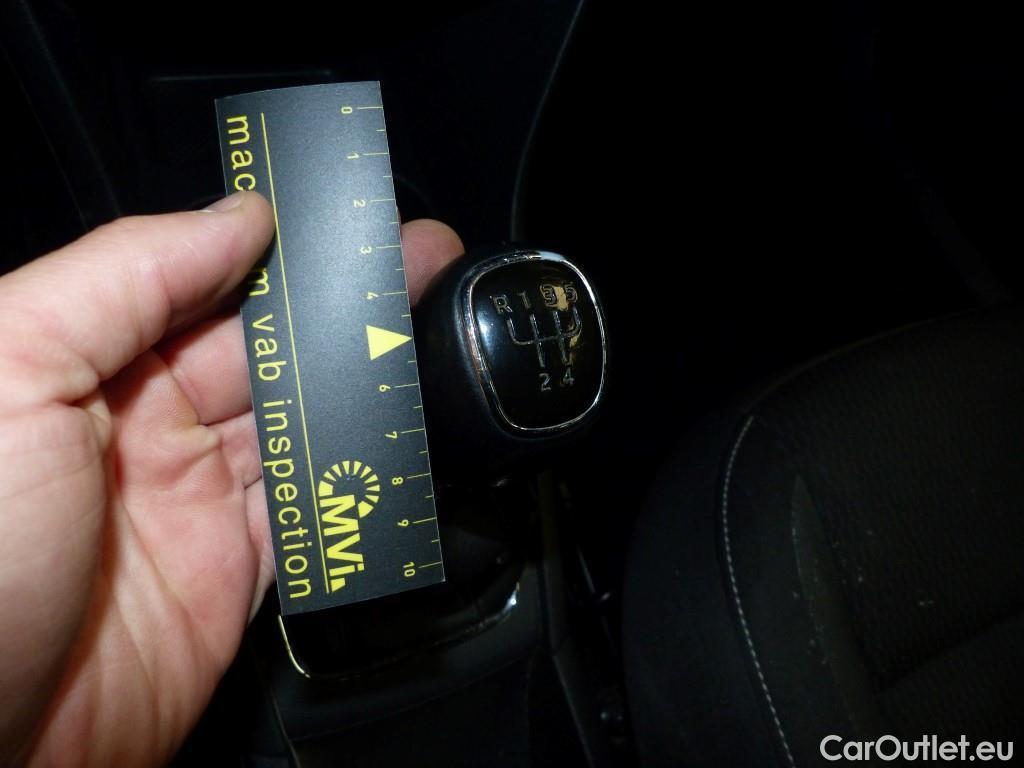 0 1 2 3 4 6 7 8 9 10
mac m vab inspection
MVi.
R 1 3 5
2 4
CarOutlet.eu